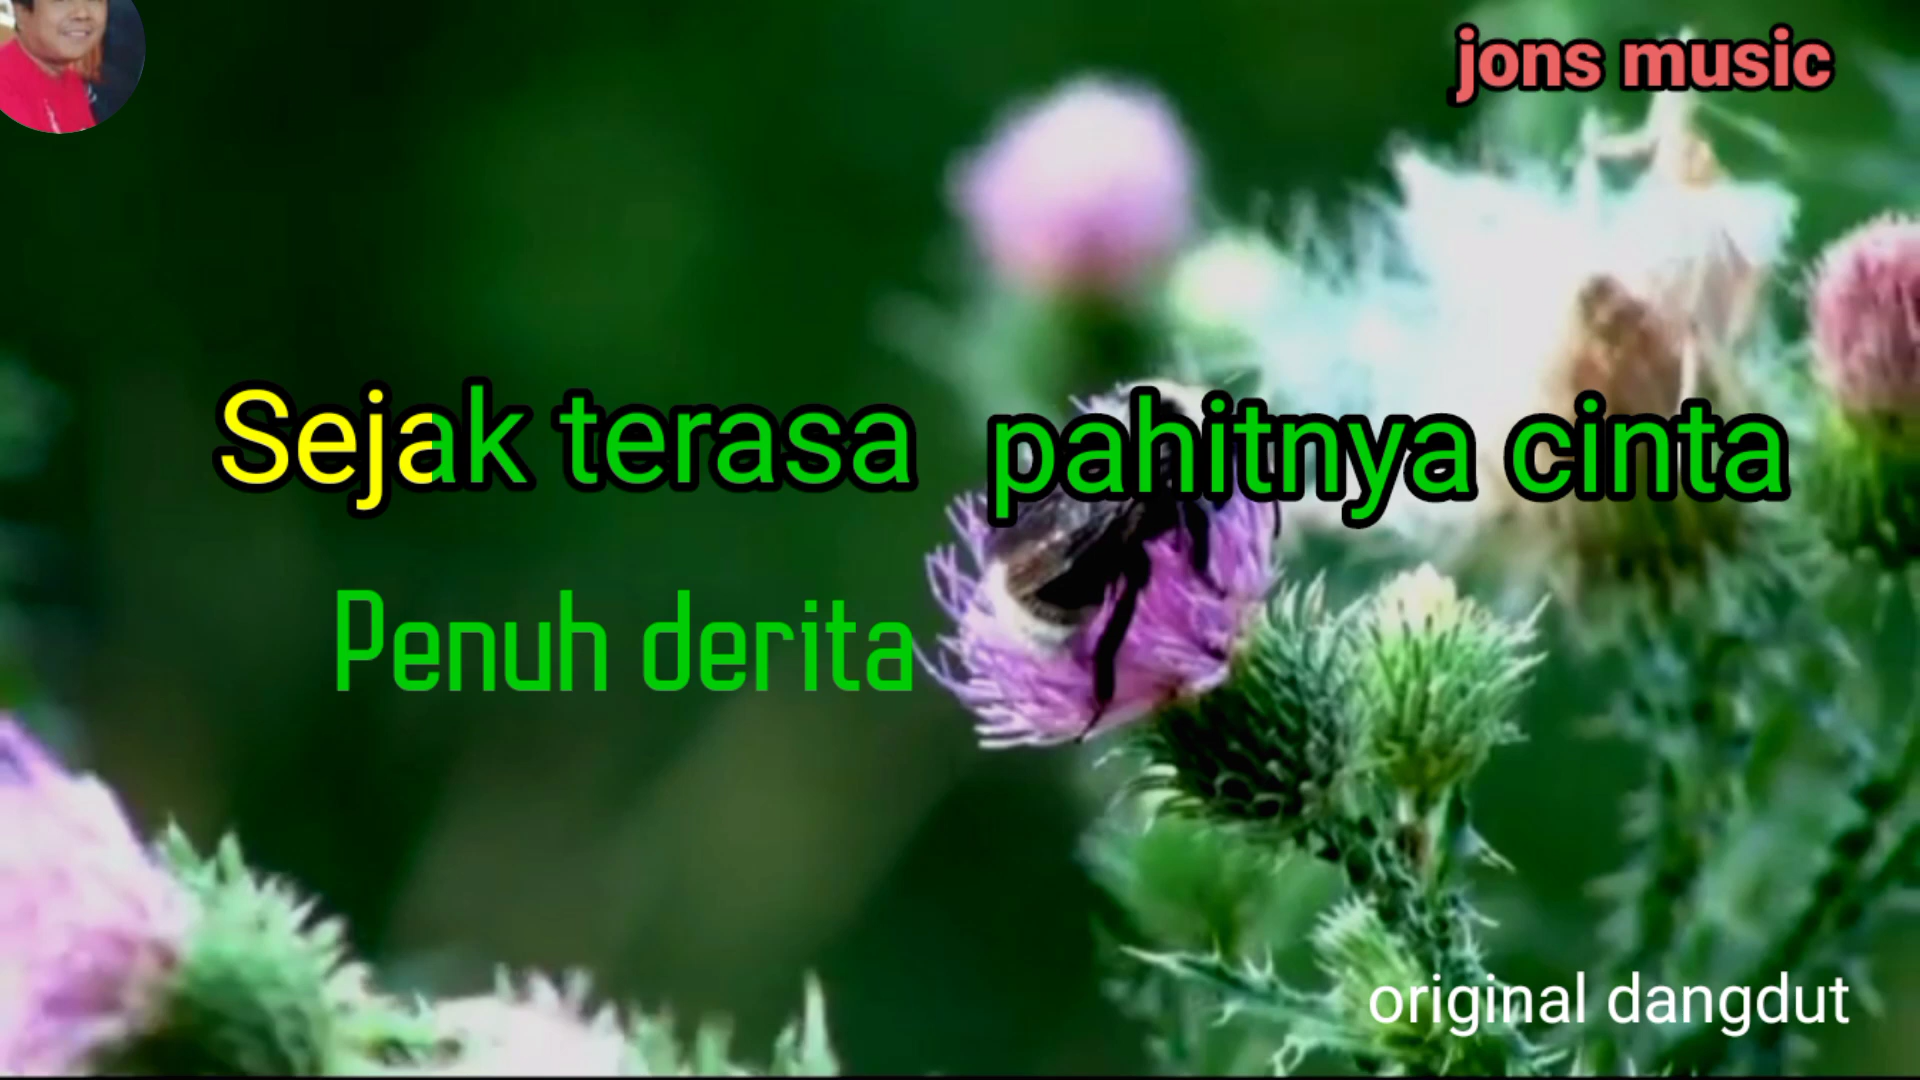 jons music
Sejak terasa pahitnya cinta
Penuh derita
original dangdut